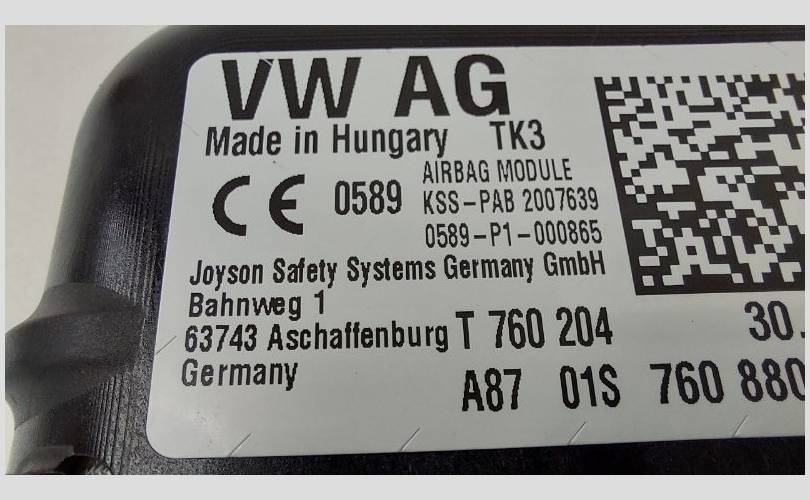 VW AG
Made in Hungary TK3
CE 0589 AIRBAG MODULE
KSS-PAB 2007639
0589-P1-000865
Joyson Safety Systems Germany GmbH
Bahnweg 1
63743 Aschaffenburg T 760 204 30.
Germany A87 01S 760 880